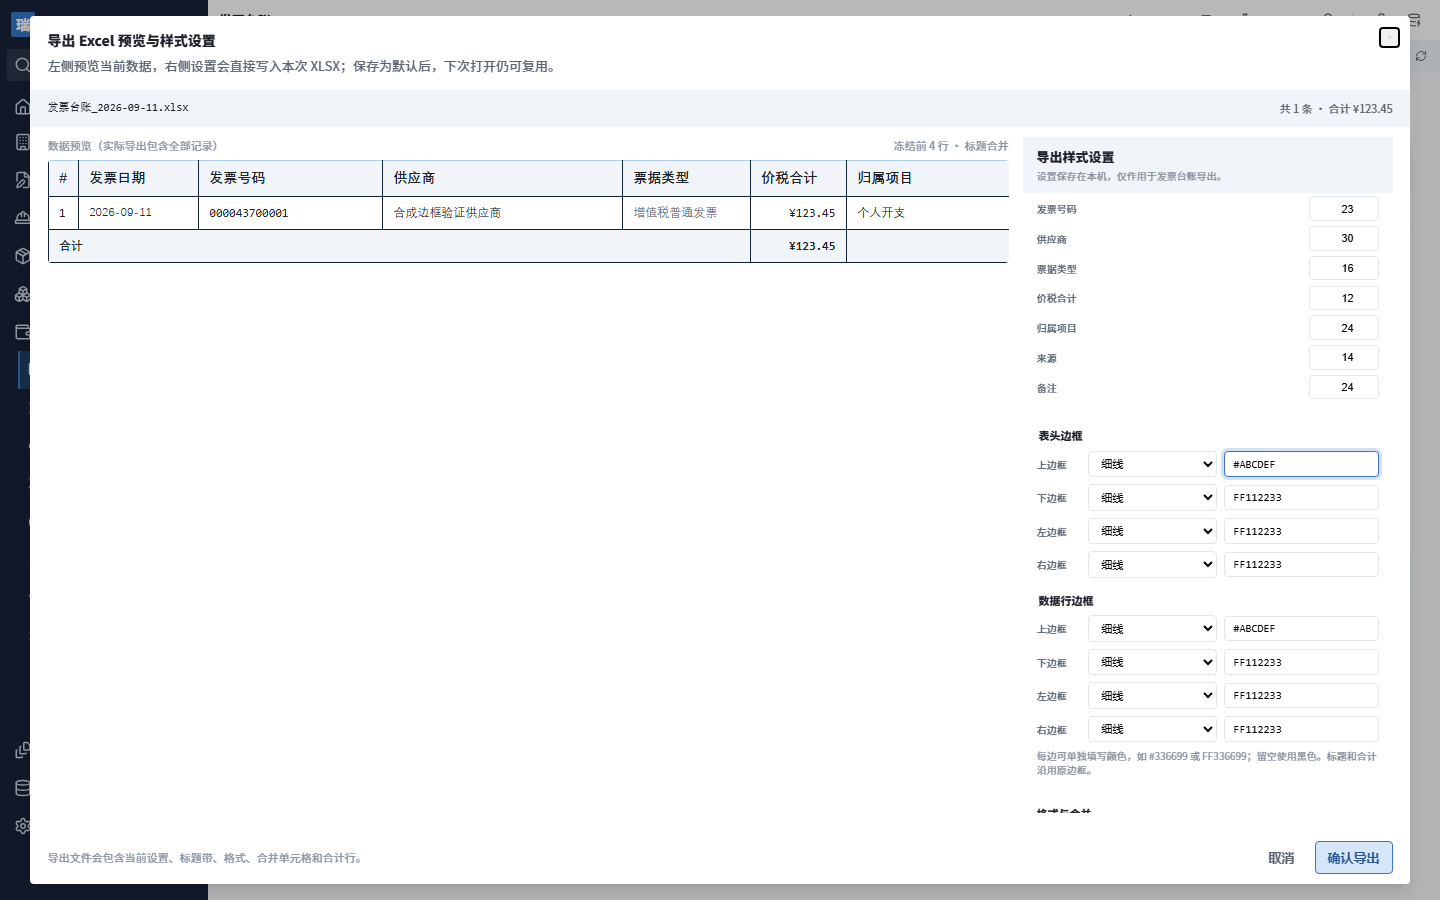 瑞
导出 Excel 预览与样式设置
左侧预览当前数据，右侧设置会直接写入本次 XLSX；保存为默认后，下次打开仍可复用。
发票台账_2026-09-11.xlsx
共 1 条 · 合计 ¥123.45
数据预览（实际导出包含全部记录）
冻结前 4 行 · 标题合并
# 发票日期 发票号码 供应商 票据类型 价税合计 归属项目
1 2026-09-11 000043700001 合成边框验证供应商 增值税普通发票 ¥123.45 个人开支
合计 ¥123.45
导出样式设置
设置保存在本机，仅作用于发票台账导出。
发票号码 23
供应商 30
票据类型 16
价税合计 12
归属项目 24
来源 14
备注 24
表头边框
上边框 细线 #ABCDEF
下边框 细线 FF112233
左边框 细线 FF112233
右边框 细线 FF112233
数据行边框
上边框 细线 #ABCDEF
下边框 细线 FF112233
左边框 细线 FF112233
右边框 细线 FF112233
每边可单独填写颜色，如 #336699 或 FF336699；留空使用黑色。标题和合计
沿用原边框。
导出文件会包含当前设置、标题带、格式、合并单元格和合计行。
取消
确认导出